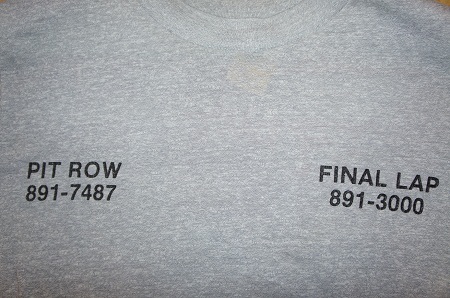 PIT ROW
891-7487
FINAL LAP
891-3000